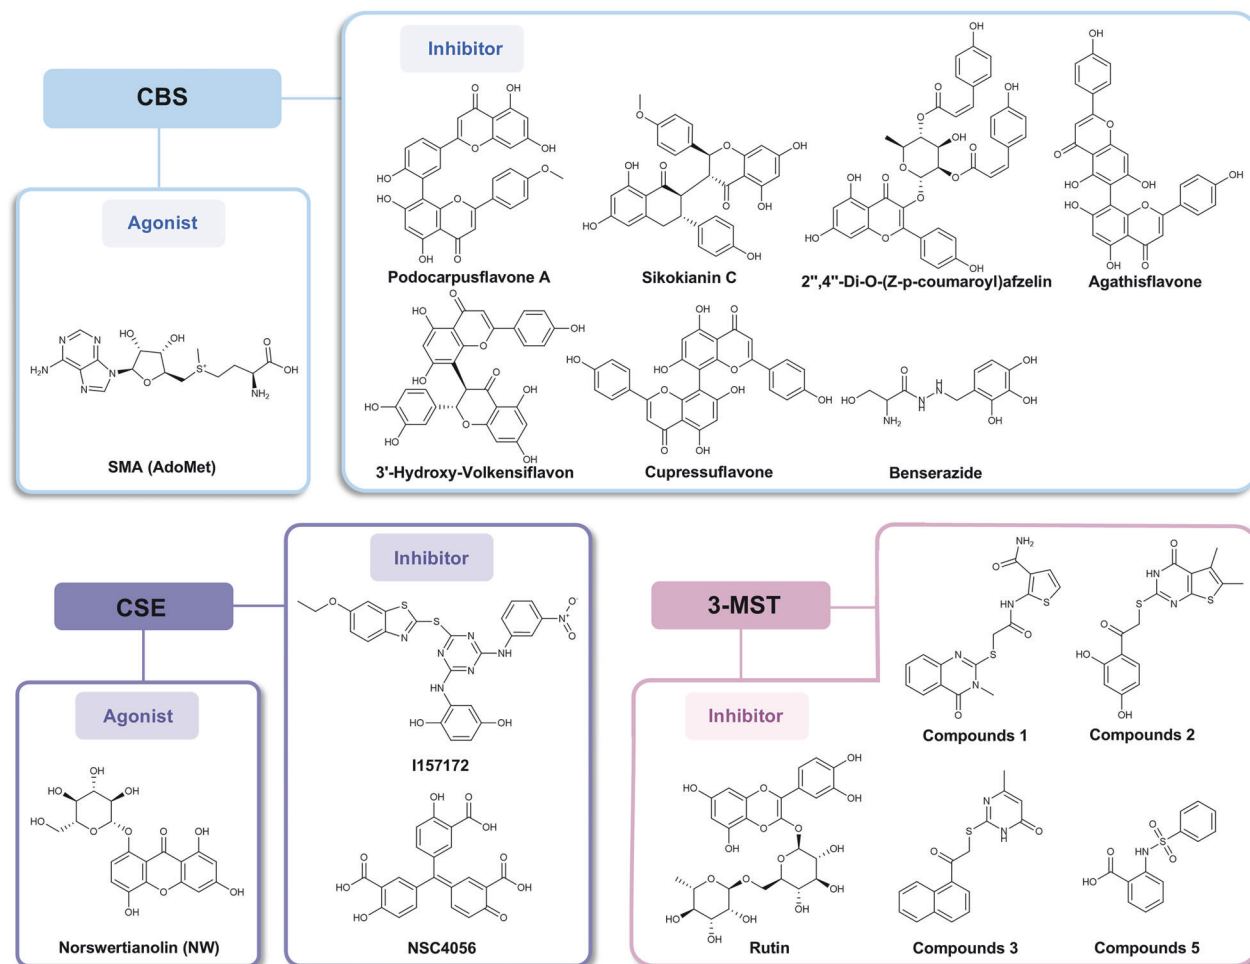 CBS
Agonist
SMA (AdoMet)
Inhibitor
Podocarpusflavone A
Sikokianin C
2",4"-Di-O-(Z-p-coumaroyl)afzelin
Agathisflavone
3'-Hydroxy-Volkensiflavon
Cupressuflavone
Benserazide
CSE
Agonist
Norswertianolin (NW)
Inhibitor
I157172
NSC4056
3-MST
Inhibitor
Compounds 1
Compounds 2
Rutin
Compounds 3
Compounds 5